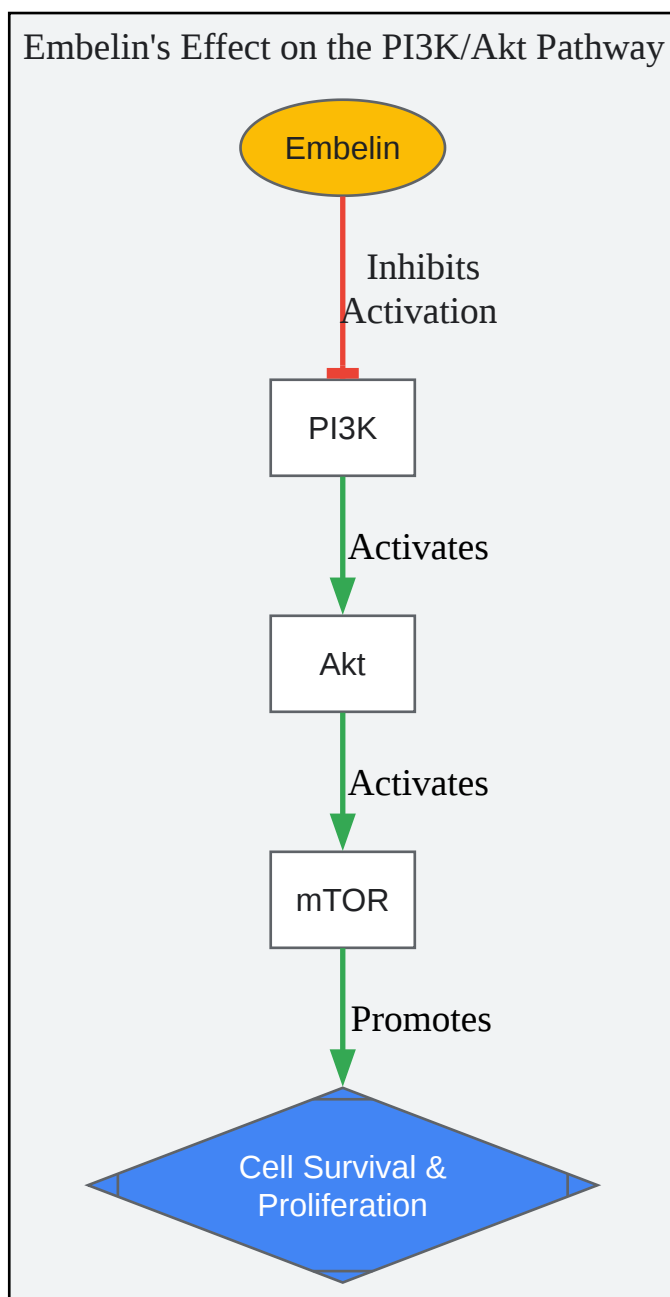 Embelin's Effect on the PI3K/Akt Pathway
Embelin
Inhibits
Activation
PI3K
Activates
Akt
Activates
mTOR
Promotes
Cell Survival &
Proliferation